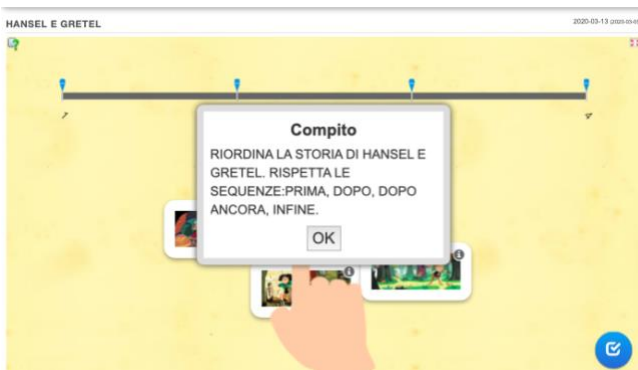 HANSEL E GRETEL
2020-03-13
Compito
RIORDINA LA STORIA DI HANSEL E
GRETEL. RISPETTA LE
SEQUENZE:PRIMA, DOPO, DOPO
ANCORA, INFINE.
OK